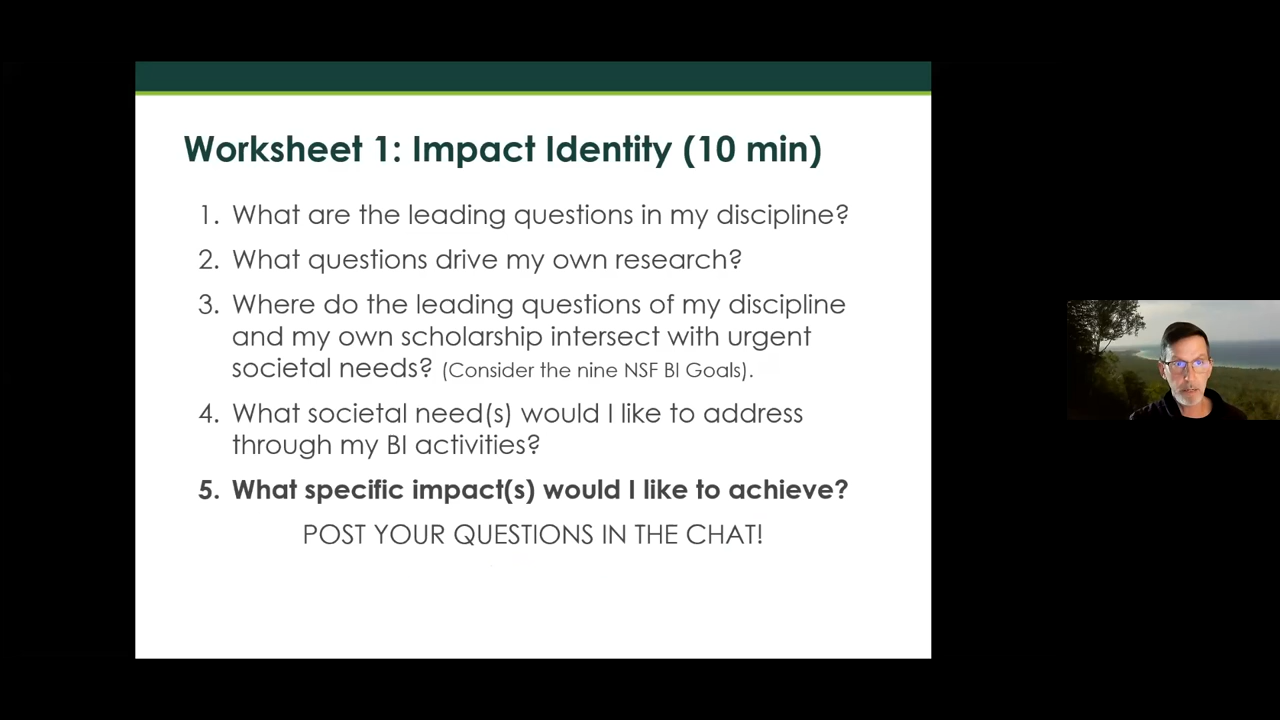 Worksheet 1: Impact Identity (10 min)
1. What are the leading questions in my discipline?
2. What questions drive my own research?
3. Where do the leading questions of my discipline
and my own scholarship intersect with urgent
societal needs? (Consider the nine NSF BI Goals).
4. What societal need(s) would I like to address
through my BI activities?
5. What specific impact(s) would I like to achieve?
POST YOUR QUESTIONS IN THE CHAT!